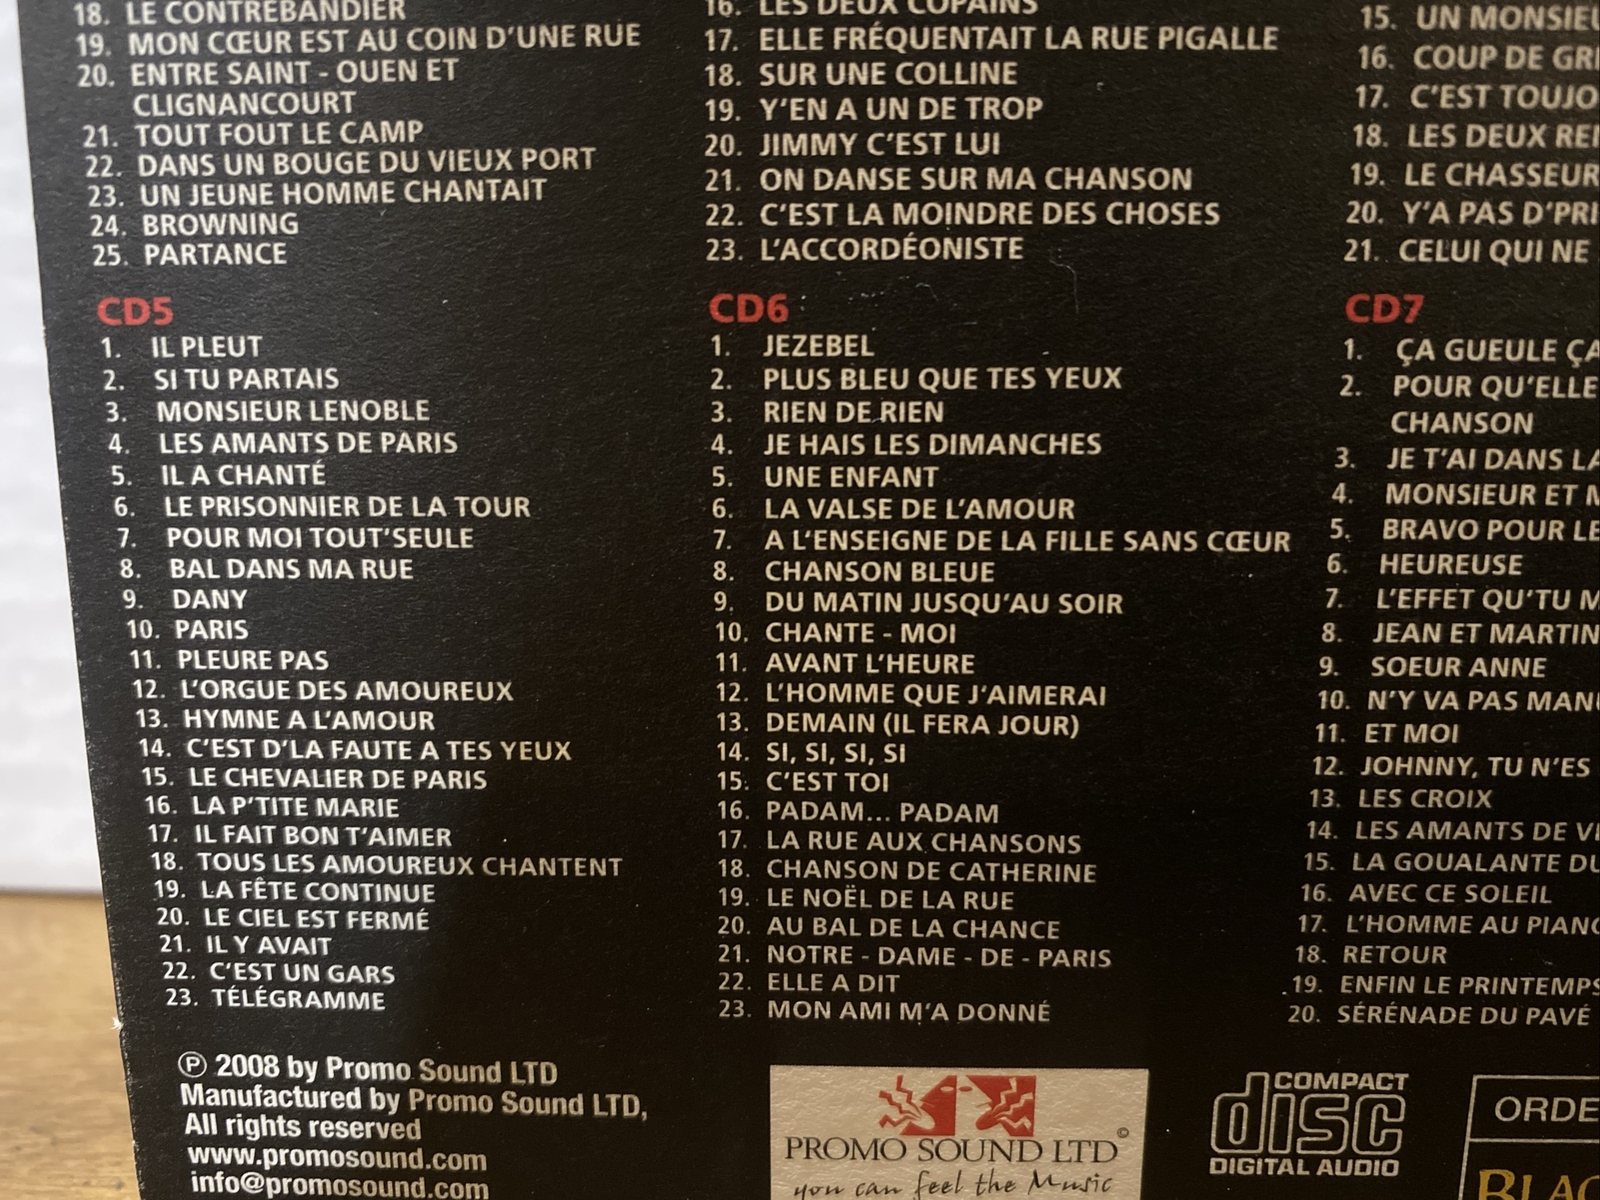 18. LE CONTREBANDIER
19. MON CŒUR EST AU COIN D'UNE RUE
20. ENTRE SAINT - OUEN ET
CLIGNANCOURT
21. TOUT FOUT LE CAMP
22. DANS UN BOUGE DU VIEUX PORT
23. UN JEUNE HOMME CHANTAIT
24. BROWNING
25. PARTANCE
16. LES DEUX COPAINS
17. ELLE FRÉQUENTAIT LA RUE PIGALLE
18. SUR UNE COLLINE
19. Y'EN A UN DE TROP
20. JIMMY C'EST LUI
21. ON DANSE SUR MA CHANSON
22. C'EST LA MOINDRE DES CHOSES
23. L'ACCORDÉONISTE
15. UN
16. COUP DE
17. C'EST
18. LES DEUX
19. LE CHASSEUR
20. Y'A PAS
21. CELUI QUI NE
CD5
1. IL PLEUT
2. SI TU PARTAIS
3. MONSIEUR LENOBLE
4. LES AMANTS DE PARIS
5. IL A CHANTÉ
6. LE PRISONNIER DE LA TOUR
7. POUR MOI TOUT'SEULE
8. BAL DANS MA RUE
9. DANY
10. PARIS
11. PLEURE PAS
12. L'ORGUE DES AMOUREUX
13. HYMNE A L'AMOUR
14. C'EST D'LA FAUTE A TES YEUX
15. LE CHEVALIER DE PARIS
16. LA P'TITE MARIE
17. IL FAIT BON T'AIMER
18. TOUS LES AMOUREUX CHANTENT
19. LA FÊTE CONTINUE
20. LE CIEL EST FERMÉ
21. IL Y AVAIT
22. C'EST UN GARS
23. TÉLÉGRAMME
CD6
1. JEZEBEL
2. PLUS BLEU QUE TES YEUX
3. RIEN DE RIEN
4. JE HAIS LES DIMANCHES
5. UNE ENFANT
6. LA VALSE DE L'AMOUR
7. A L'ENSEIGNE DE LA FILLE SANS CŒUR
8. CHANSON BLEUE
9. DU MATIN JUSQU'AU SOIR
10. CHANTE - MOI
11. AVANT L'HEURE
12. L'HOMME QUE J'AIMERAI
13. DEMAIN (IL FERA JOUR)
14. SI, SI, SI, SI
15. C'EST TOI
16. PADAM... PADAM
17. LA RUE AUX CHANSONS
18. CHANSON DE CATHERINE
19. LE NOËL DE LA RUE
20. AU BAL DE LA CHANCE
21. NOTRE - DAME - DE - PARIS
22. ELLE A DIT
23. MON AMI M'A DONNÉ
CD7
1. ÇA GUEULE ÇA
2. POUR QU'ELLE
CHANSON
3. JE T'AI DANS LA
4. MONSIEUR ET
5. BRAVO POUR LE
6. HEUREUSE
7. L'EFFET QU'TU
8. JEAN ET MARTIN
9. SOEUR ANNE
10. N'Y VA PAS
11. ET MOI
12. JOHNNY, TU N'ES
13. LES CROIX
14. LES AMANTS DE
15. LA GOUALANTE DU
16. AVEC CE SOLEIL
17. L'HOMME AU
18. RETOUR
19. ENFIN LE PRINTEMPS
20. SÉRÉNADE DU PAVÉ
℗ 2008 by Promo Sound LTD
Manufactured by Promo Sound LTD,
All rights reserved
www.promosound.com
info@promosound.com
PROMO SOUND LTD ©
you can feel the Music
COMPACT
disc
DIGITAL AUDIO